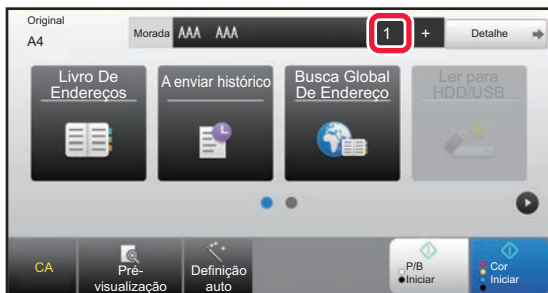 Original
A4
Morada AAA AAA 1 + Detalhe
Livro De
Endereços
A enviar histórico
Busca Global
De Endereço
Ler para
HDD/USB
CA
Pré-
visualização
Definição
auto
P/B
Iniciar
Cor
Iniciar